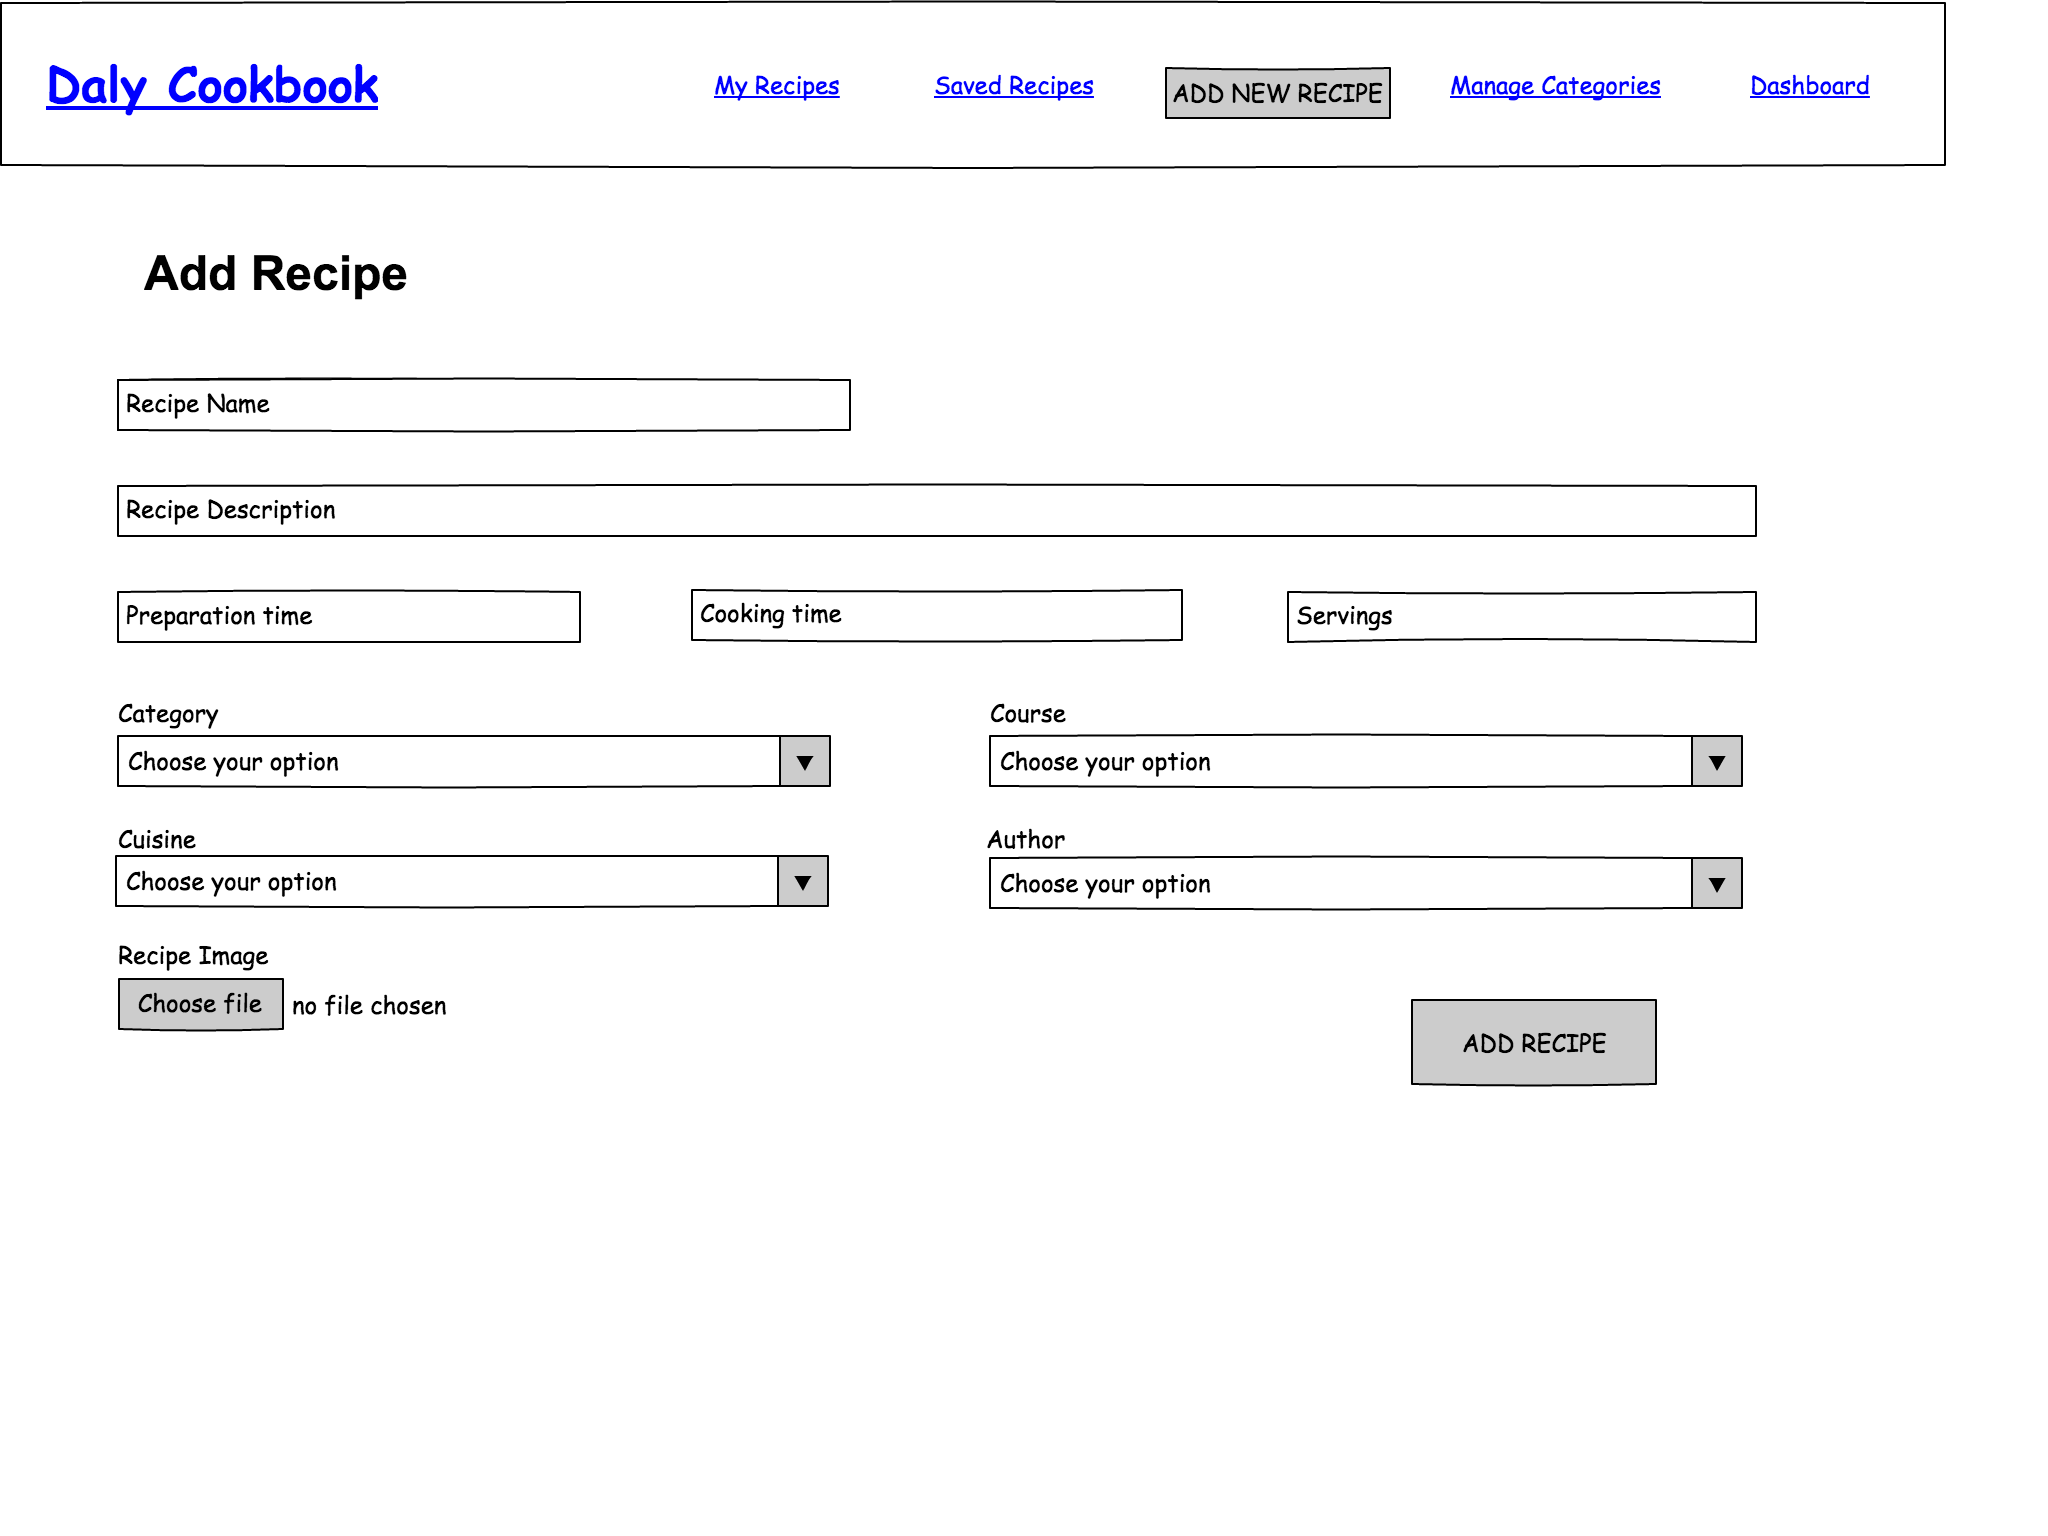 Daly Cookbook
My Recipes
Saved Recipes
ADD NEW RECIPE
Manage Categories
Dashboard
Add Recipe
Recipe Name
Recipe Description
Preparation time
Cooking time
Servings
Category
Choose your option
Course
Choose your option
Cuisine
Choose your option
Author
Choose your option
Recipe Image
Choose file
no file chosen
ADD RECIPE